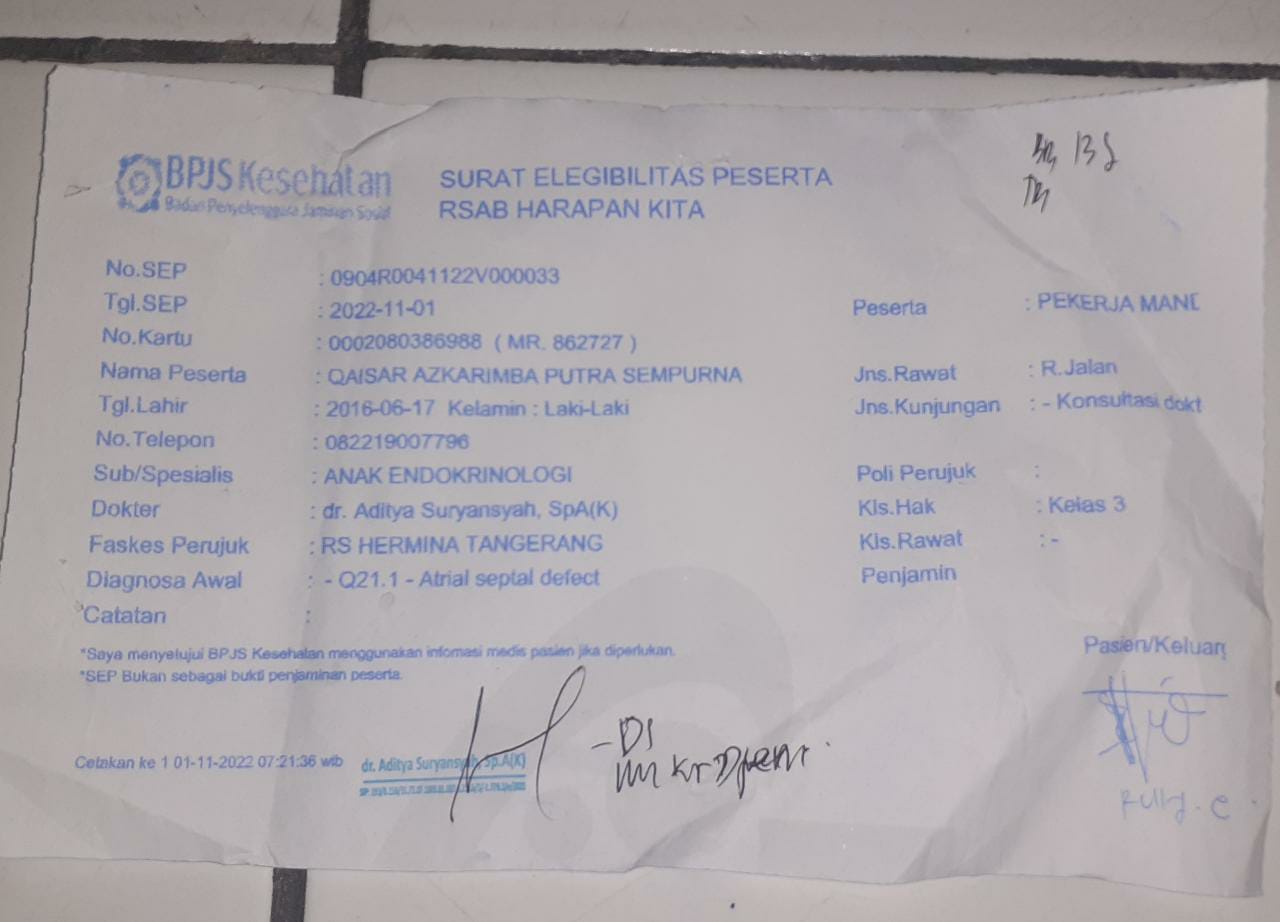 BPJS Kesehatan
Badan Penyelenggara Jaminan Sosial
SURAT ELEGIBILITAS PESERTA
RSAB HARAPAN KITA
No.SEP : 0904R0041122V000033
Tgl.SEP : 2022-11-01 Peserta : PEKERJA MAND
No.Kartu : 0002080386988 ( MR. 862727 )
Nama Peserta : QAISAR AZKARIMBA PUTRA SEMPURNA Jns.Rawat : R.Jalan
Tgl.Lahir : 2016-06-17 Kelamin : Laki-Laki Jns.Kunjungan : - Konsultasi dokt
No.Telepon : 082219007796
Sub/Spesialis : ANAK ENDOKRINOLOGI Poli Perujuk :
Dokter : dr. Aditya Suryansyah, SpA(K) Kls.Hak : Kelas 3
Faskes Perujuk : RS HERMINA TANGERANG Kls.Rawat : -
Diagnosa Awal : - Q21.1 - Atrial septal defect Penjamin
Catatan :
*Saya menyetujui BPJS Kesehatan menggunakan infomasi medis pasien jika diperlukan.
*SEP Bukan sebagai bukti penjaminan peserta.
Pasien/Keluarg
Cetakan ke 1 01-11-2022 07:21:36 wib
dr. Aditya Suryansyah, Sp.A(K)